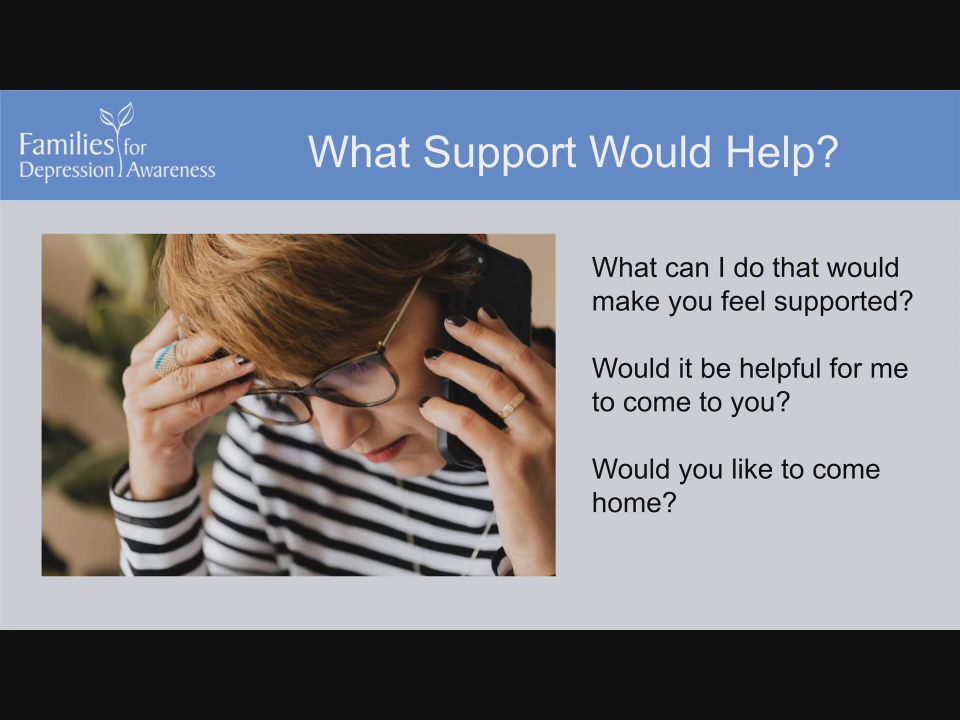 Families for
Depression Awareness
What Support Would Help?
What can I do that would
make you feel supported?
Would it be helpful for me
to come to you?
Would you like to come
home?